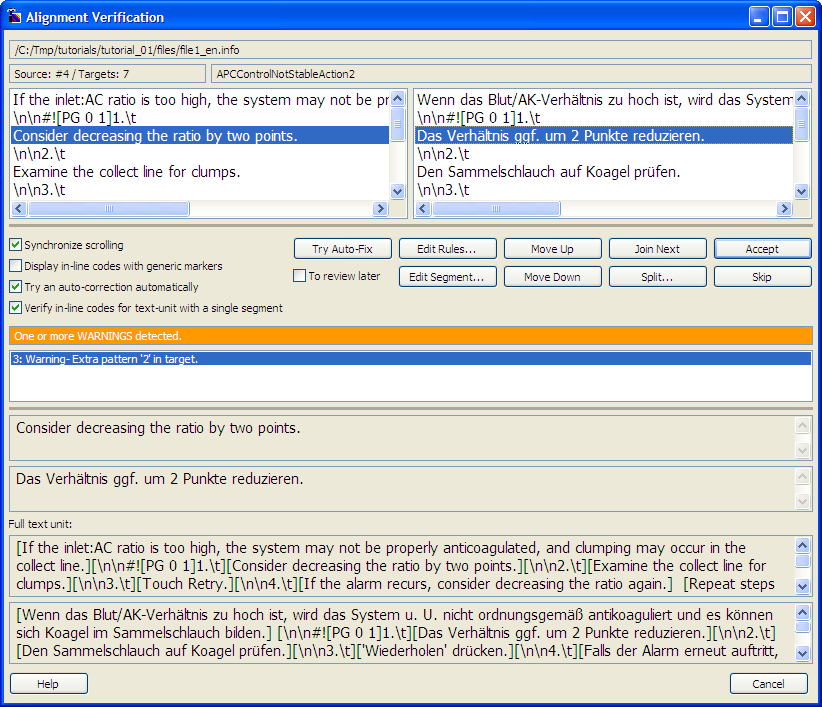 Alignment Verification
/C:/Tmp/tutorials/tutorial_01/files/file1_en.info
Source: #4 / Targets: 7
APCControlNotStableAction2
If the inlet:AC ratio is too high, the system may not be pr
\n\n#![PG 0 1]1.\t
Consider decreasing the ratio by two points.
\n\n2.\t
Examine the collect line for clumps.
\n\n3.\t
Wenn das Blut/AK-Verhältnis zu hoch ist, wird das System
\n\n#![PG 0 1]1.\t
Das Verhältnis ggf. um 2 Punkte reduzieren.
\n\n2.\t
Den Sammelschlauch auf Koagel prüfen.
\n\n3.\t
Synchronize scrolling
Display in-line codes with generic markers
Try an auto-correction automatically
Verify in-line codes for text-unit with a single segment
Try Auto-Fix
Edit Rules...
Move Up
Join Next
Accept
To review later
Edit Segment...
Move Down
Split...
Skip
One or more WARNINGS detected.
3: Warning- Extra pattern '2' in target.
Consider decreasing the ratio by two points.
Das Verhältnis ggf. um 2 Punkte reduzieren.
Full text unit:
[If the inlet:AC ratio is too high, the system may not be properly anticoagulated, and clumping may occur in the
collect line.][\n\n#![PG 0 1]1.\t][Consider decreasing the ratio by two points.][\n\n2.\t][Examine the collect line for
clumps.][\n\n3.\t][Touch Retry.][\n\n4.\t][If the alarm recurs, consider decreasing the ratio again.]  [Repeat steps
[Wenn das Blut/AK-Verhältnis zu hoch ist, wird das System u. U. nicht ordnungsgemäß antikoaguliert und es können
sich Koagel im Sammelschlauch bilden.] [\n\n#![PG 0 1]1.\t][Das Verhältnis ggf. um 2 Punkte reduzieren.][\n\n2.\t]
[Den Sammelschlauch auf Koagel prüfen.][\n\n3.\t]['Wiederholen' drücken.][\n\n4.\t][Falls der Alarm erneut auftritt,
Help
Cancel